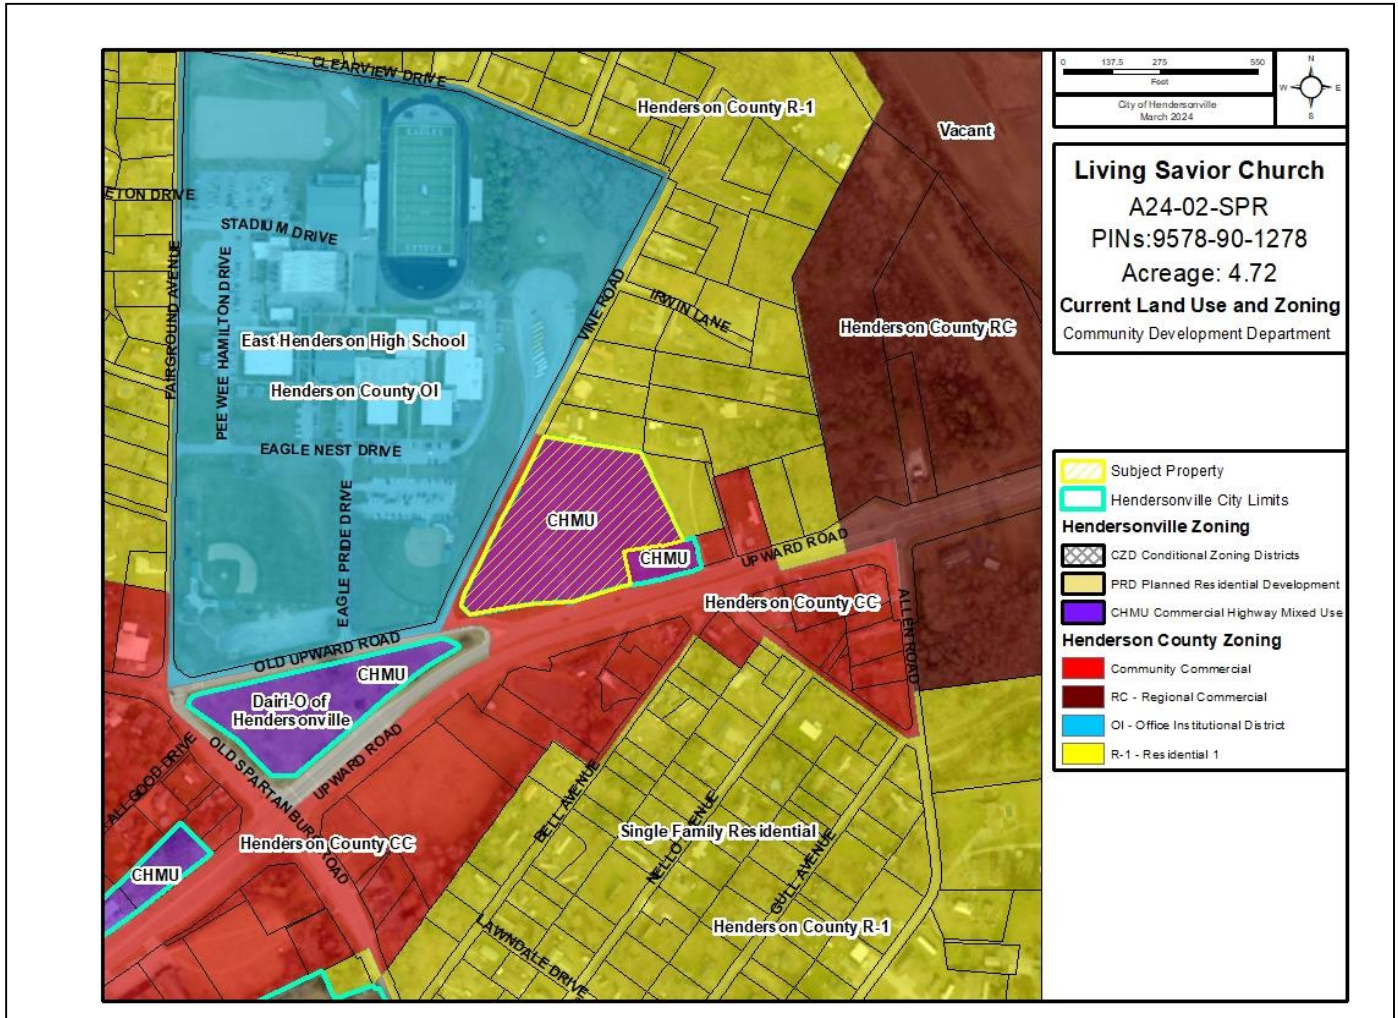 CLEARVIEW DRIVE
Henderson County R-1
Vacant
ETON DRIVE
STADIUM DRIVE
FAIRGROUND AVENUE
PEE WEE HAMILTON DRIVE
VINE ROAD
IRWIN LANE
East Henderson High School
Henderson County RC
Henderson County OI
EAGLE NEST DRIVE
EAGLE PRIDE DRIVE
CHMU
CHMU
UPWARD ROAD
Henderson County CC
ALLEN ROAD
OLD UPWARD ROAD
CHMU
Dairi-O of
Hendersonville
ALLGOOD DRIVE
OLD SPARTANBURG ROAD
UPWARD ROAD
Henderson County CC
CHMU
BELL AVENUE
Single Family Residential
NELLO AVENUE
GULL AVENUE
Henderson County R-1
LAWNDALE DRIVE
EAGLES
0 137.5 275 550
Feet
City of Hendersonville
March 2024
N
W E
S
Living Savior Church
A24-02-SPR
PINs:9578-90-1278
Acreage: 4.72
Current Land Use and Zoning
Community Development Department
Subject Property
Hendersonville City Limits
Hendersonville Zoning
CZD Conditional Zoning Districts
PRD Planned Residential Development
CHMU Commercial Highway Mixed Use
Henderson County Zoning
Community Commercial
RC - Regional Commercial
OI - Office Institutional District
R-1 - Residential 1